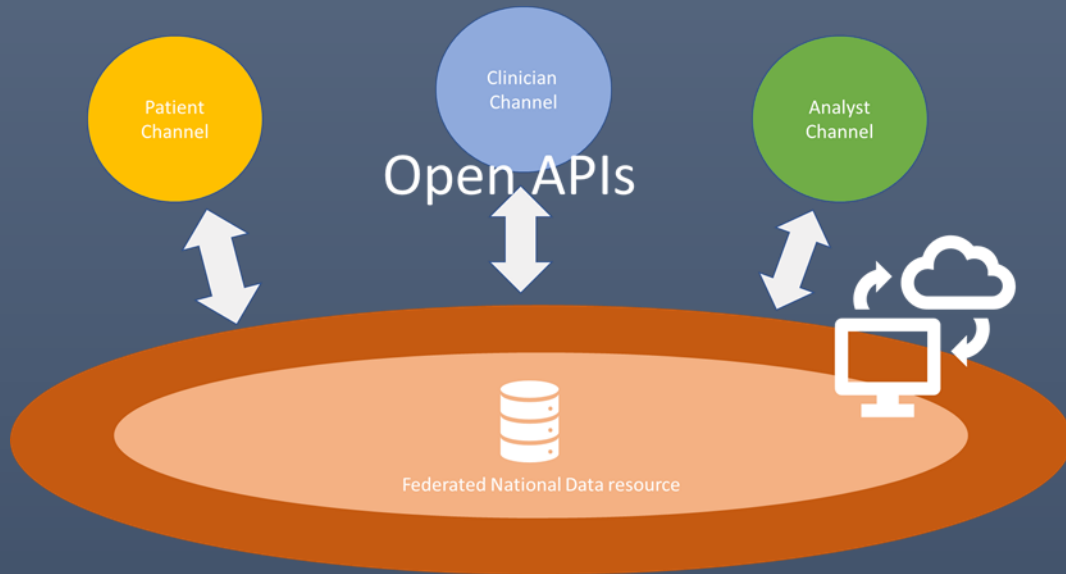 Patient
Channel
Clinician
Channel
Analyst
Channel
Open APIs
Federated National Data resource